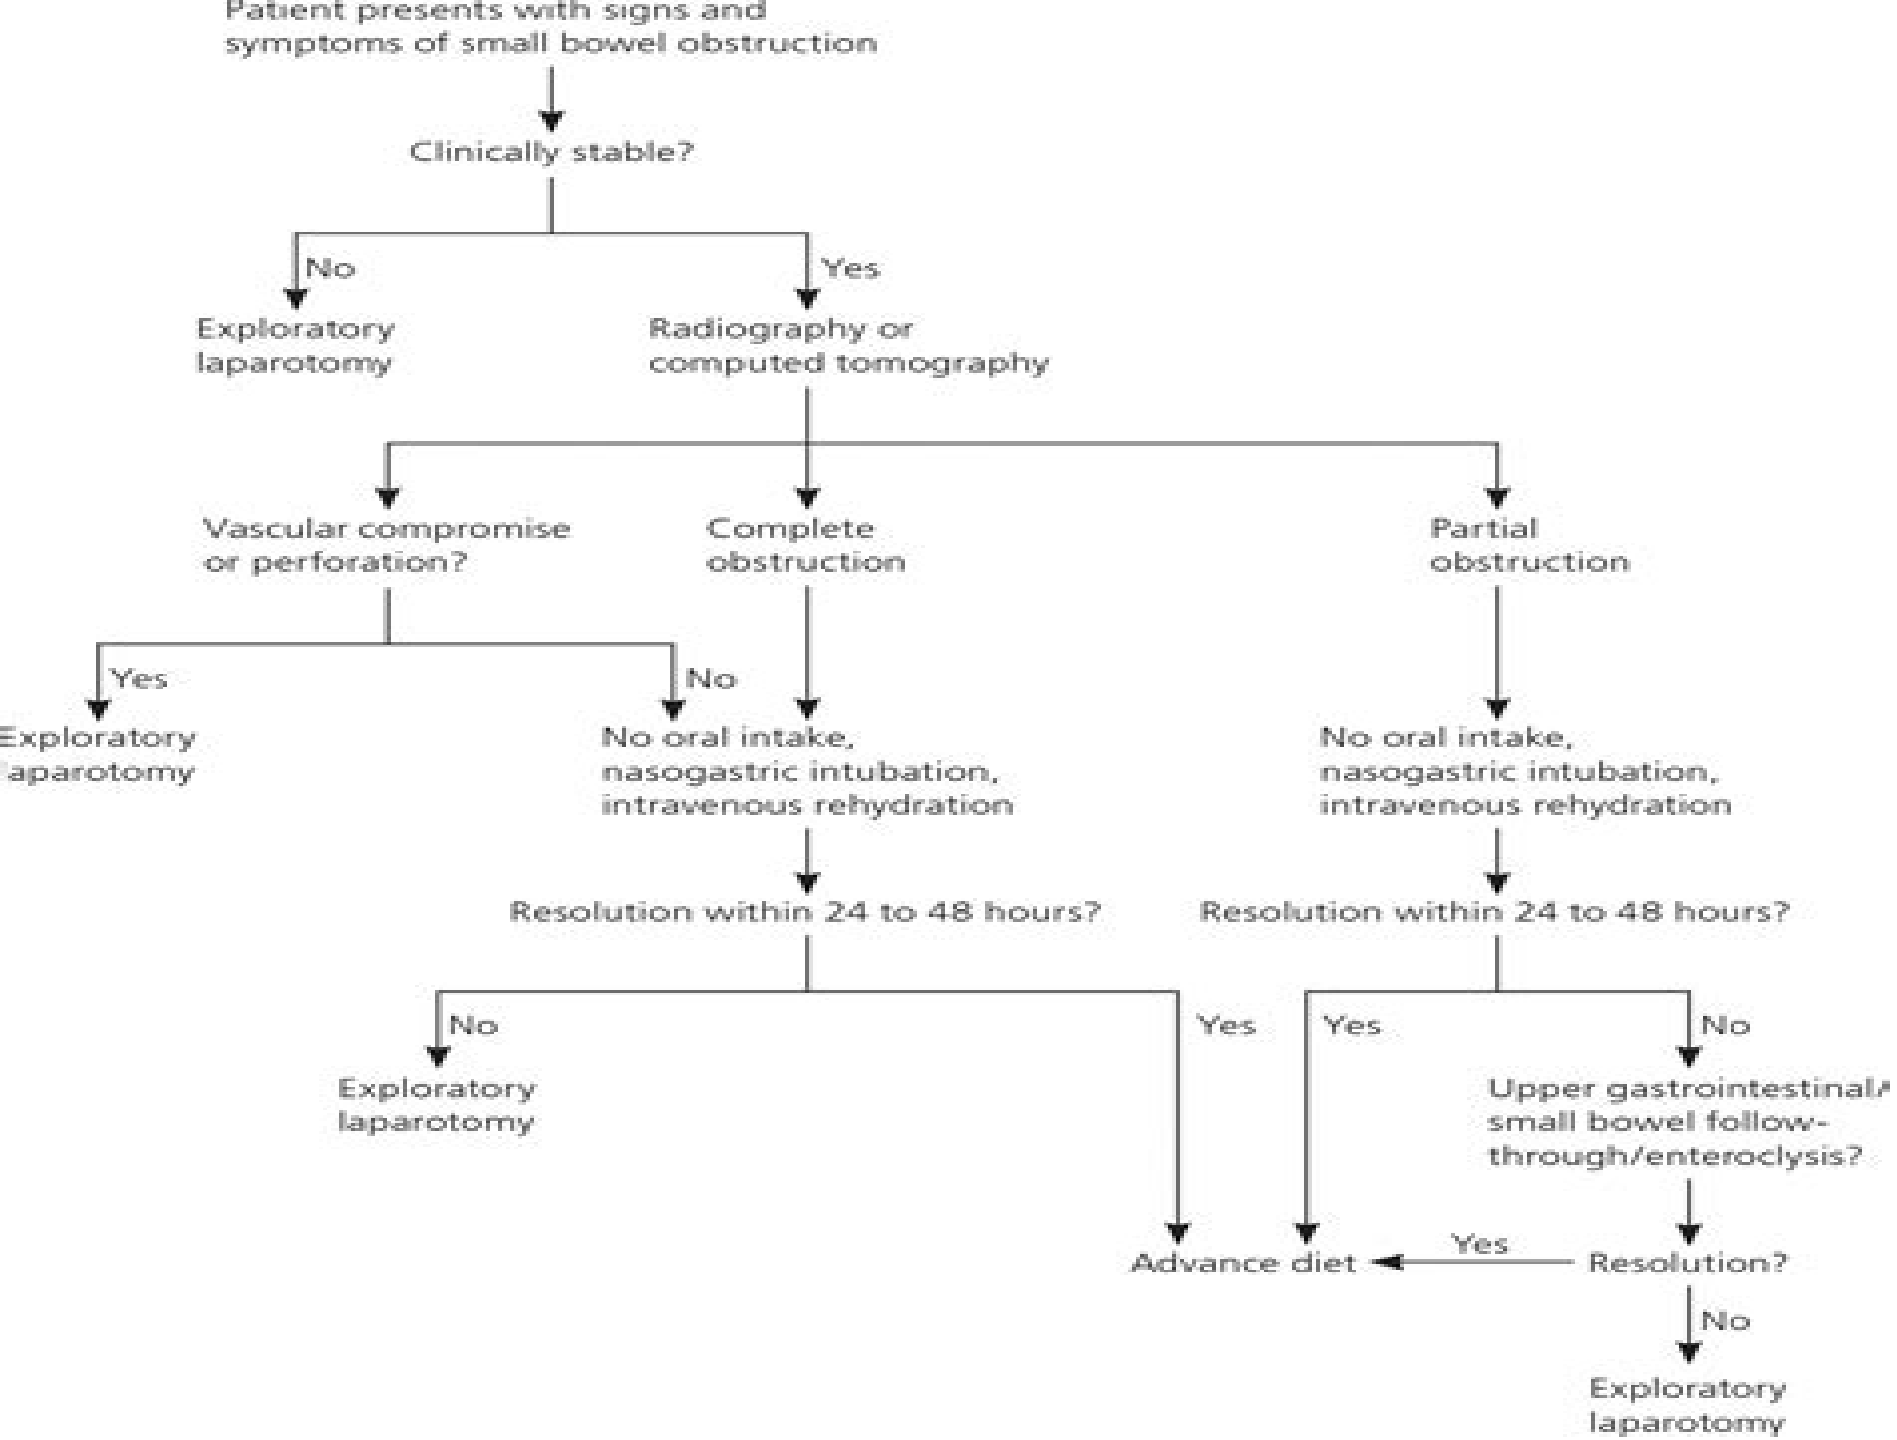 Patient presents with signs and
symptoms of small bowel obstruction
Clinically stable?
No
Yes
Exploratory
laparotomy
Radiography or
computed tomography
Vascular compromise
or perforation?
Complete
obstruction
Partial
obstruction
Yes
No
Exploratory
laparotomy
No oral intake,
nasogastric intubation,
intravenous rehydration
No oral intake,
nasogastric intubation,
intravenous rehydration
Resolution within 24 to 48 hours?
Resolution within 24 to 48 hours?
No
Yes
Yes
No
Exploratory
laparotomy
Upper gastrointestinal/
small bowel follow-
through/enteroclysis?
Advance diet
Yes
Resolution?
No
Exploratory
laparotomy